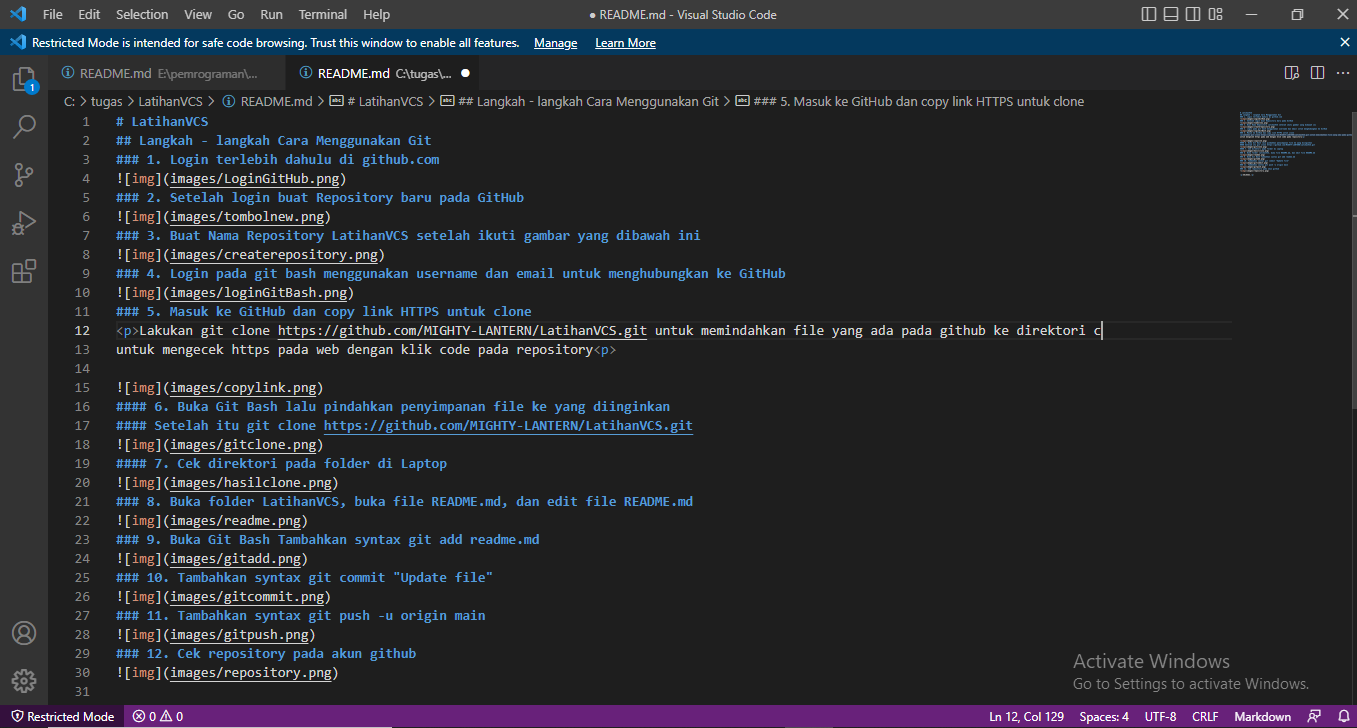 File Edit Selection View Go Run Terminal Help ● README.md - Visual Studio Code
Restricted Mode is intended for safe code browsing. Trust this window to enable all features. Manage Learn More
README.md E:\pemrograman\... README.md C:\tugas\... ●
C: > tugas > LatihanVCS > README.md > # LatihanVCS > ## Langkah - langkah Cara Menggunakan Git > ### 5. Masuk ke GitHub dan copy link HTTPS untuk clone
1 # LatihanVCS
2 ## Langkah - langkah Cara Menggunakan Git
3 ### 1. Login terlebih dahulu di github.com
4 ![img](images/LoginGitHub.png)
5 ### 2. Setelah login buat Repository baru pada GitHub
6 ![img](images/tombolnew.png)
7 ### 3. Buat Nama Repository LatihanVCS setelah ikuti gambar yang dibawah ini
8 ![img](images/createrepository.png)
9 ### 4. Login pada git bash menggunakan username dan email untuk menghubungkan ke GitHub
10 ![img](images/loginGitBash.png)
11 ### 5. Masuk ke GitHub dan copy link HTTPS untuk clone
12 <p>Lakukan git clone https://github.com/MIGHTY-LANTERN/LatihanVCS.git untuk memindahkan file yang ada pada github ke direktori c
13 untuk mengecek https pada web dengan klik code pada repository<p>
14
15 ![img](images/copylink.png)
16 #### 6. Buka Git Bash lalu pindahkan penyimpanan file ke yang diinginkan
17 #### Setelah itu git clone https://github.com/MIGHTY-LANTERN/LatihanVCS.git
18 ![img](images/gitclone.png)
19 #### 7. Cek direktori pada folder di Laptop
20 ![img](images/hasilclone.png)
21 ### 8. Buka folder LatihanVCS, buka file README.md, dan edit file README.md
22 ![img](images/readme.png)
23 ### 9. Buka Git Bash Tambahkan syntax git add readme.md
24 ![img](images/gitadd.png)
25 ### 10. Tambahkan syntax git commit "Update file"
26 ![img](images/gitcommit.png)
27 ### 11. Tambahkan syntax git push -u origin main
28 ![img](images/gitpush.png)
29 ### 12. Cek repository pada akun github
30 ![img](images/repository.png)
31
1
Activate Windows
Go to Settings to activate Windows.
Restricted Mode 0 0 Ln 12, Col 129 Spaces: 4 UTF-8 CRLF Markdown